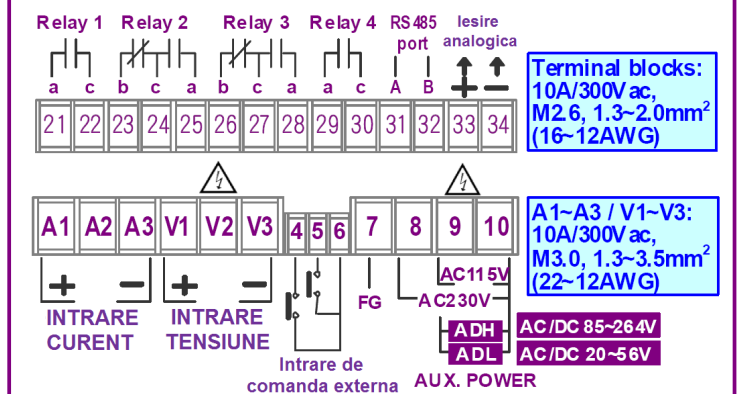 Relay 1 Relay 2 Relay 3 Relay 4 RS485 port Iesire analogica
a c b c a b c a a c A B + -
21 22 23 24 25 26 27 28 29 30 31 32 33 34
Terminal blocks:
10A/300Vac,
M2.6, 1.3~2.0mm²
(16~12AWG)
A1 A2 A3 V1 V2 V3 4 5 6 7 8 9 10
A1~A3 / V1~V3:
10A/300Vac,
M3.0, 1.3~3.5mm²
(22~12AWG)
+ - + -
INTRARE CURENT
INTRARE TENSIUNE
Intrare de
comanda externa
FG
AC115V
AC230V
ADH AC/DC 85~264V
ADL AC/DC 20~56V
AUX. POWER